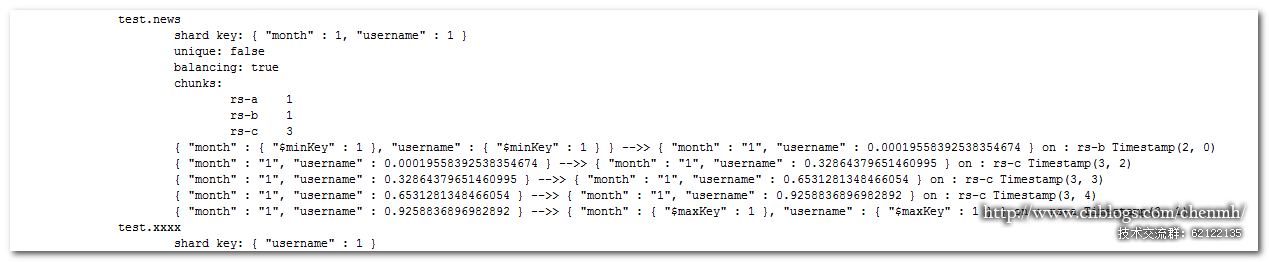 test.news
shard key: { "month" : 1, "username" : 1 }
unique: false
balancing: true
chunks:
rs-a 1
rs-b 1
rs-c 3
{ "month" : { "$minKey" : 1 }, "username" : { "$minKey" : 1 } } -->> { "month" : "1", "username" : 0.00019558392538354674 } on : rs-b Timestamp(2, 0)
{ "month" : "1", "username" : 0.00019558392538354674 } -->> { "month" : "1", "username" : 0.32864379651460995 } on : rs-c Timestamp(3, 2)
{ "month" : "1", "username" : 0.32864379651460995 } -->> { "month" : "1", "username" : 0.6531281348466054 } on : rs-c Timestamp(3, 3)
{ "month" : "1", "username" : 0.6531281348466054 } -->> { "month" : "1", "username" : 0.9258836896982892 } on : rs-c Timestamp(3, 4)
{ "month" : "1", "username" : 0.9258836896982892 } -->> { "month" : { "$maxKey" : 1 }, "username" : { "$maxKey" : 1
http://www.cnblogs.com/chenmh/
test.xxxx
技术交流群: 62122135
shard key: { "username" : 1 }